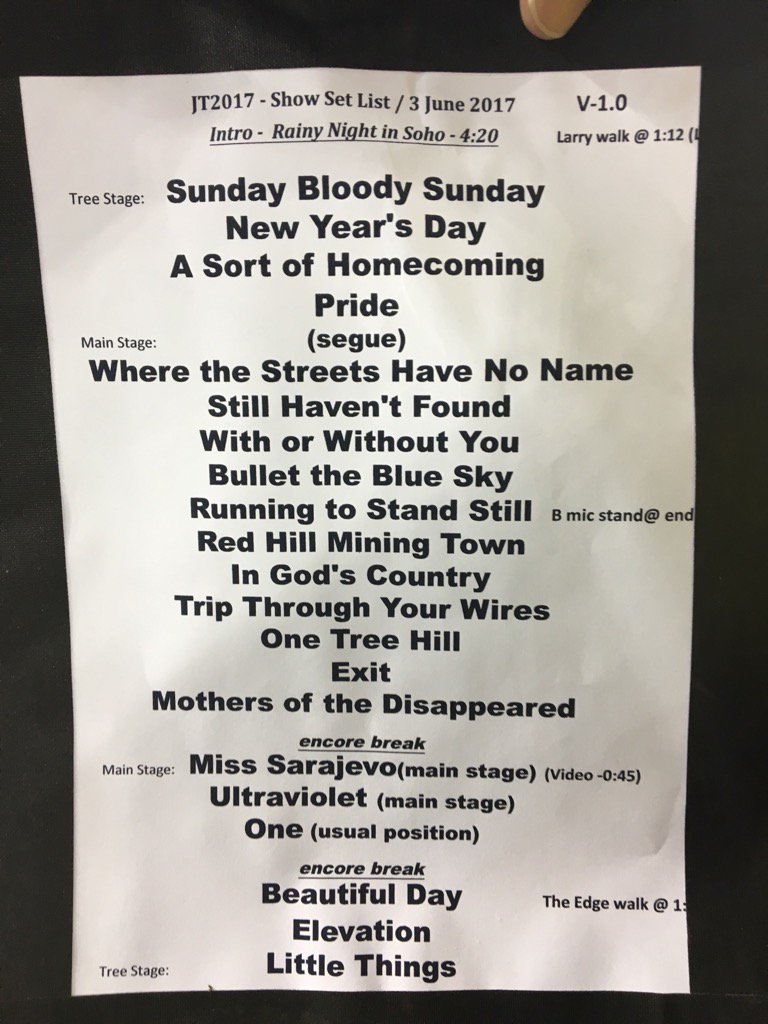 JT2017 - Show Set List / 3 June 2017 V-1.0
Intro - Rainy Night in Soho - 4:20 Larry walk @ 1:12 (
Tree Stage: Sunday Bloody Sunday
New Year's Day
A Sort of Homecoming
Pride
Main Stage: (segue)
Where the Streets Have No Name
Still Haven't Found
With or Without You
Bullet the Blue Sky
Running to Stand Still B mic stand@ end
Red Hill Mining Town
In God's Country
Trip Through Your Wires
One Tree Hill
Exit
Mothers of the Disappeared
encore break
Main Stage: Miss Sarajevo(main stage) (Video -0:45)
Ultraviolet (main stage)
One (usual position)
encore break
Beautiful Day The Edge walk @ 1:
Elevation
Tree Stage: Little Things